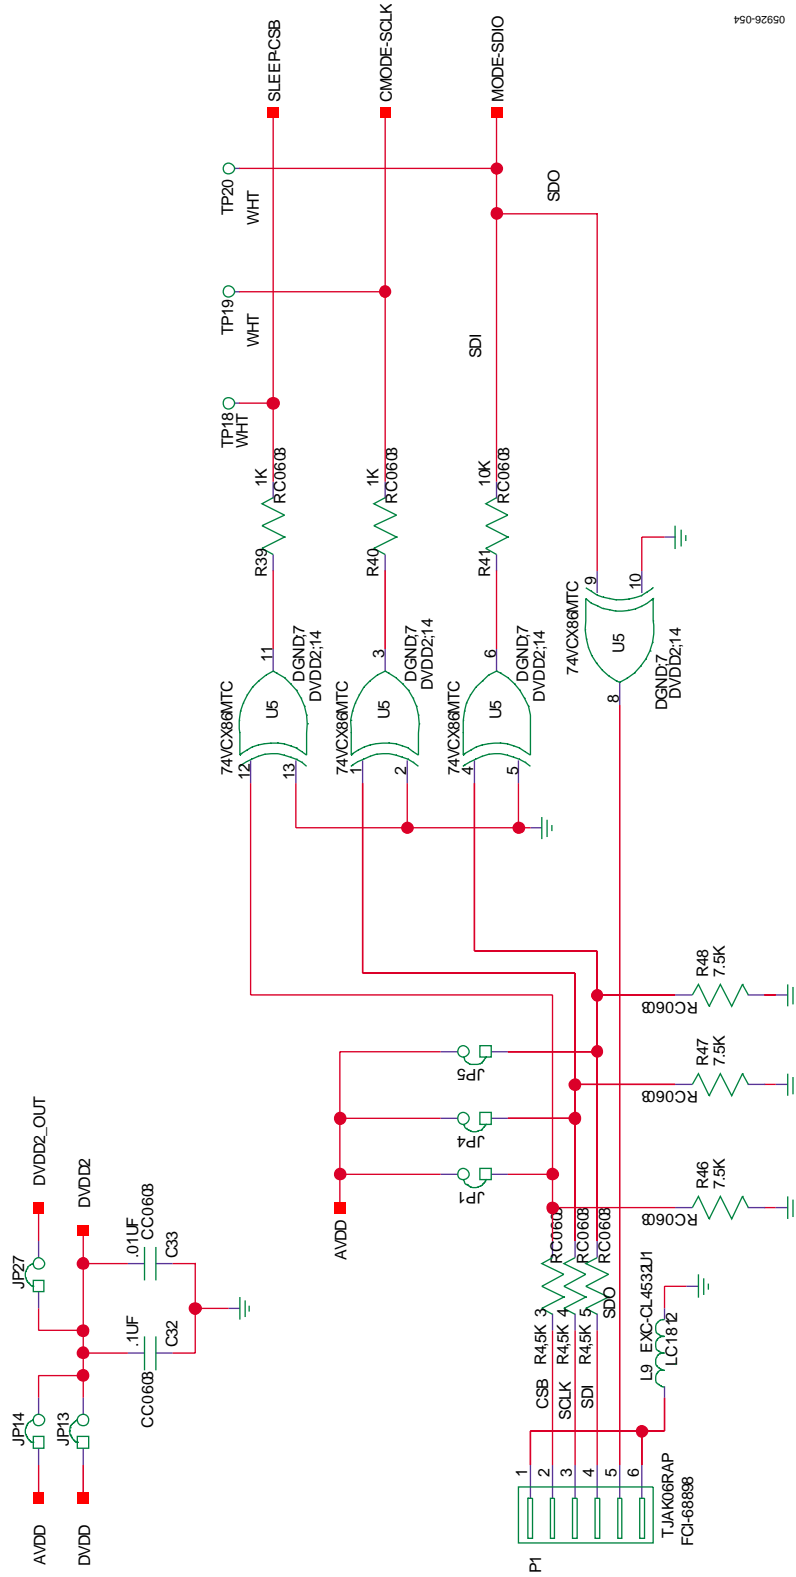 05926-054
SLEEP-CSB
CMODE-SCLK
MODE-SDIO
TP20
WHT
SDO
TP19
WHT
SDI
TP18
WHT
1K
RC0603
R39
1K
RC0603
R40
10K
RC0603
R41
9
10
74VCX86MTC
U5
DGND;7
DVDD2;14
8
11
DGND;7
DVDD2;14
74VCX86MTC
U5
12
13
3
DGND;7
DVDD2;14
74VCX86MTC
U5
1
2
6
DGND;7
DVDD2;14
74VCX86MTC
U5
4
5
R48
7.5K
RC0603
R47
7.5K
RC0603
R46
7.5K
RC0603
JP5
JP4
JP1
AVDD
DVDD2_OUT
DVDD2
JP27
.01UF
CC0603
C33
.1UF
CC0603
C32
JP14
JP13
AVDD
DVDD
RC0603
RC0603
RC0603
R4,5K
3
R4,5K
4
R4,5K
5
SDO
CSB
SCLK
SDI
L9
EXC-CL4532U1
LC1812
1
2
3
4
5
6
P1
TJAK06RAP
FCI-68898